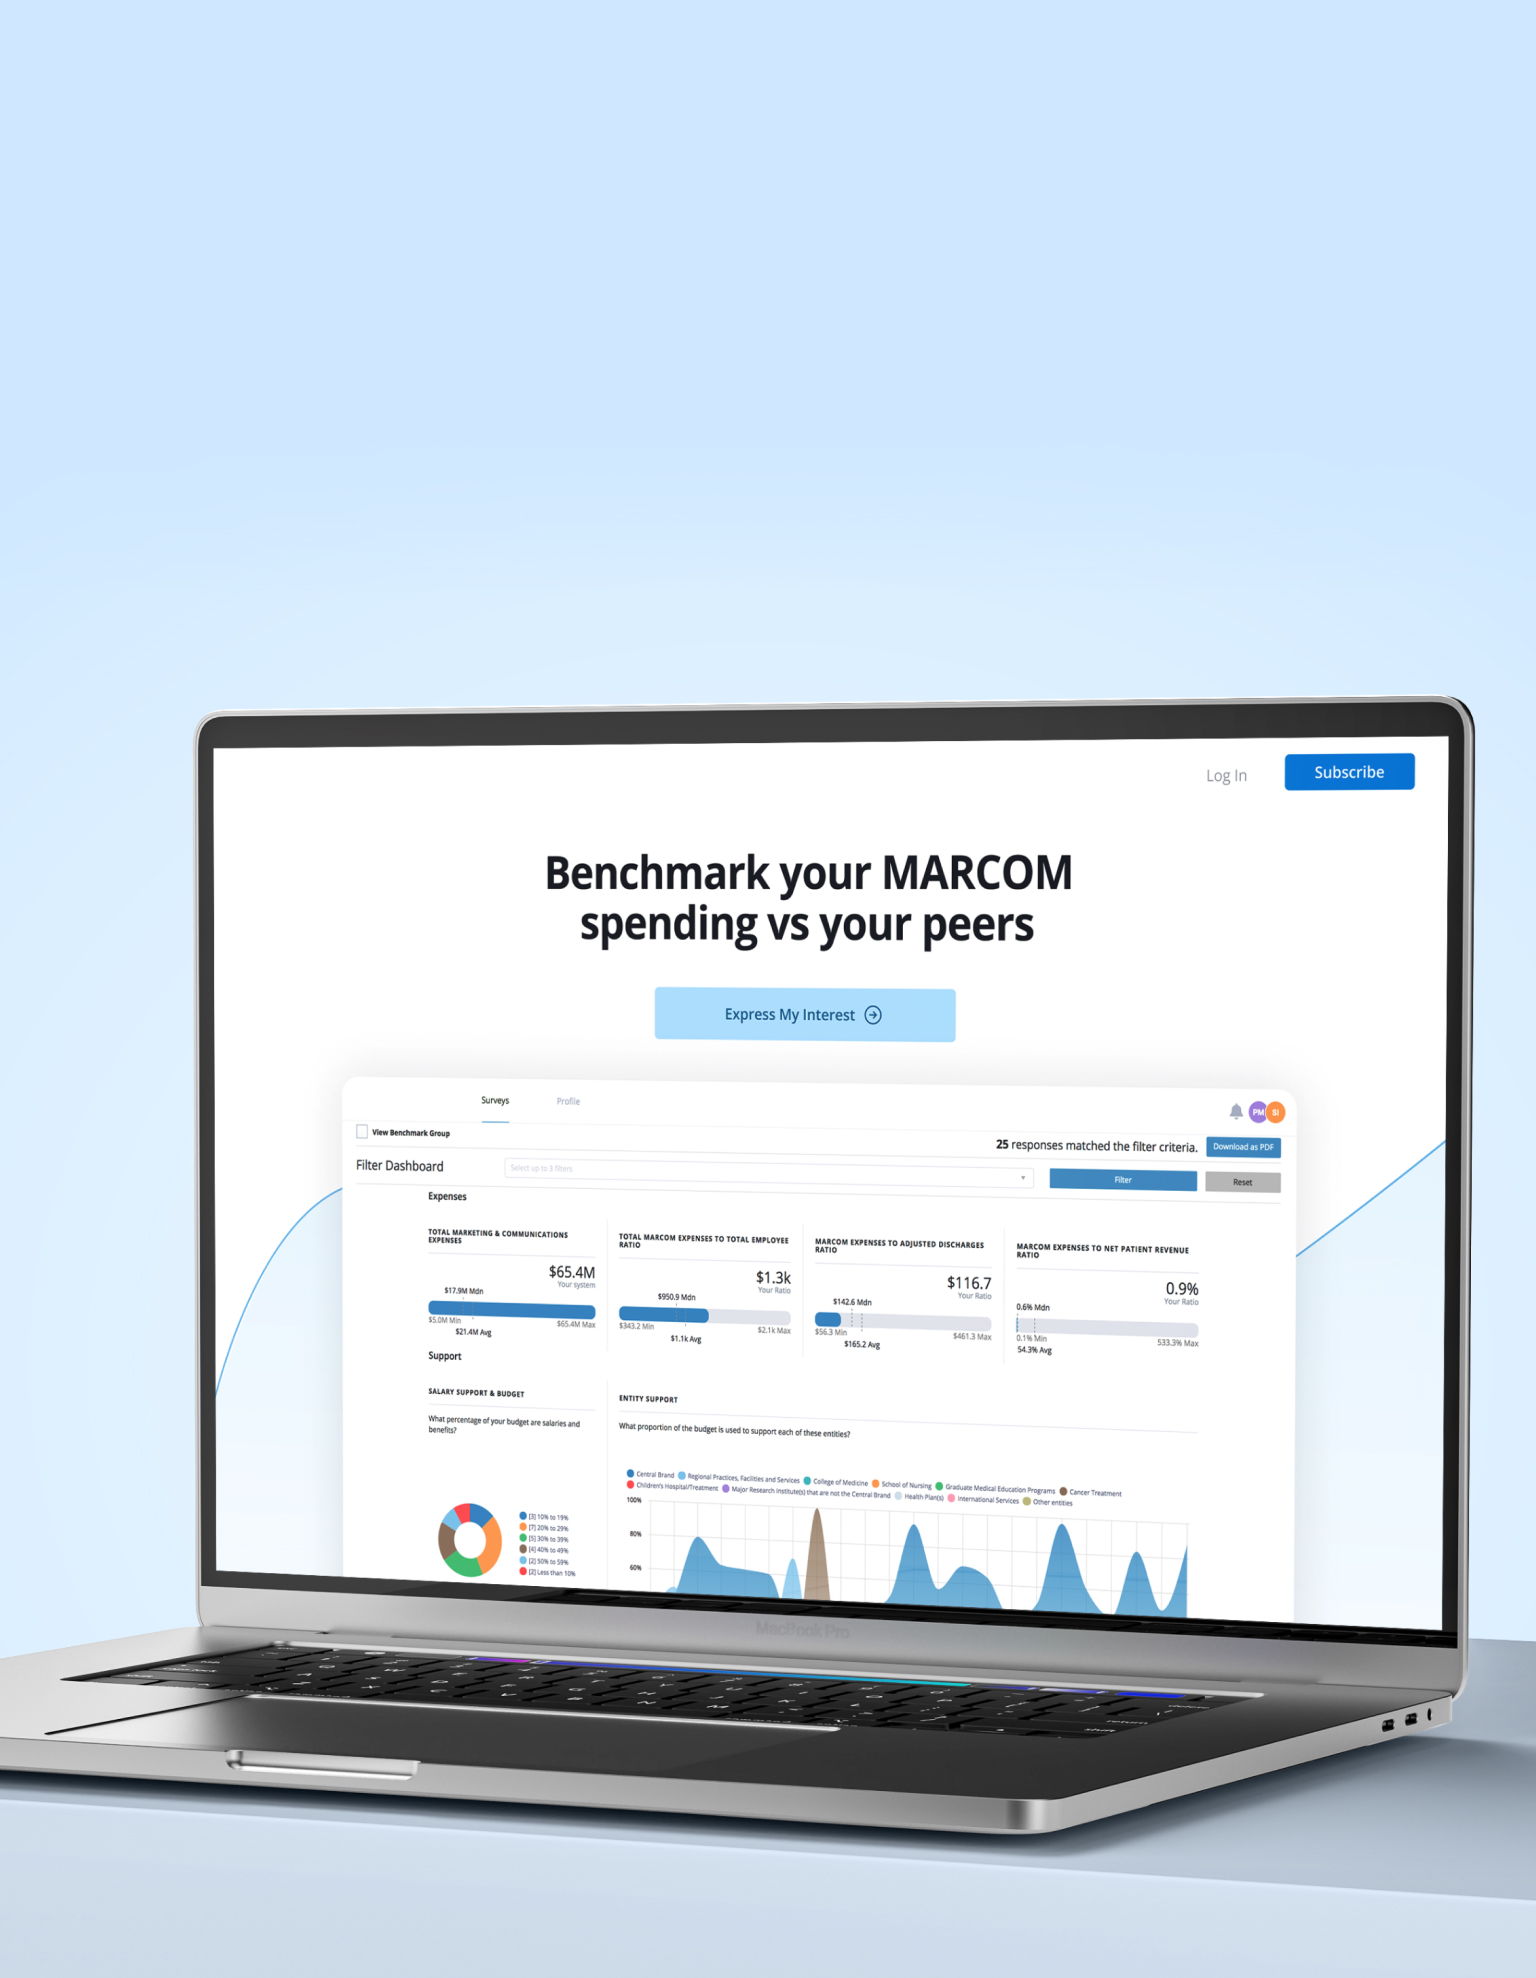 Log In
Subscribe
Benchmark your MARCOM
spending vs your peers
Express My Interest
Surveys
Profile
PM
SI
View Benchmark Group
25 responses matched the filter criteria.
Download as PDF
Filter Dashboard
Select up to 3 filters
Filter
Reset
Expenses
TOTAL MARKETING & COMMUNICATIONS
EXPENSES
$65.4M
Your system
$17.9M Mdn
$5.0M Min
$65.4M Max
$21.4M Avg
TOTAL MARCOM EXPENSES TO TOTAL EMPLOYEE
RATIO
$1.3k
Your Ratio
$950.9 Mdn
$343.2 Min
$2.1k Max
$1.1k Avg
MARCOM EXPENSES TO ADJUSTED DISCHARGES
RATIO
$116.7
Your Ratio
$142.6 Mdn
$56.3 Min
$461.3 Max
$165.2 Avg
MARCOM EXPENSES TO NET PATIENT REVENUE
RATIO
0.9%
Your Ratio
0.6% Mdn
0.1% Min
533.3% Max
54.3% Avg
Support
SALARY SUPPORT & BUDGET
What percentage of your budget are salaries and
benefits?
[3] 10% to 19%
[7] 20% to 29%
[5] 30% to 39%
[4] 40% to 49%
[2] 50% to 59%
[2] Less than 10%
ENTITY SUPPORT
What proportion of the budget is used to support each of these entities?
Central Brand Regional Practices, Facilities and Services College of Medicine School of Nursing Graduate Medical Education Programs Cancer Treatment
Children's Hospital/Treatment Major Research Institute(s) that are not the Central Brand Health Plan(s) International Services Other entities
100%
80%
60%
MacBook Pro